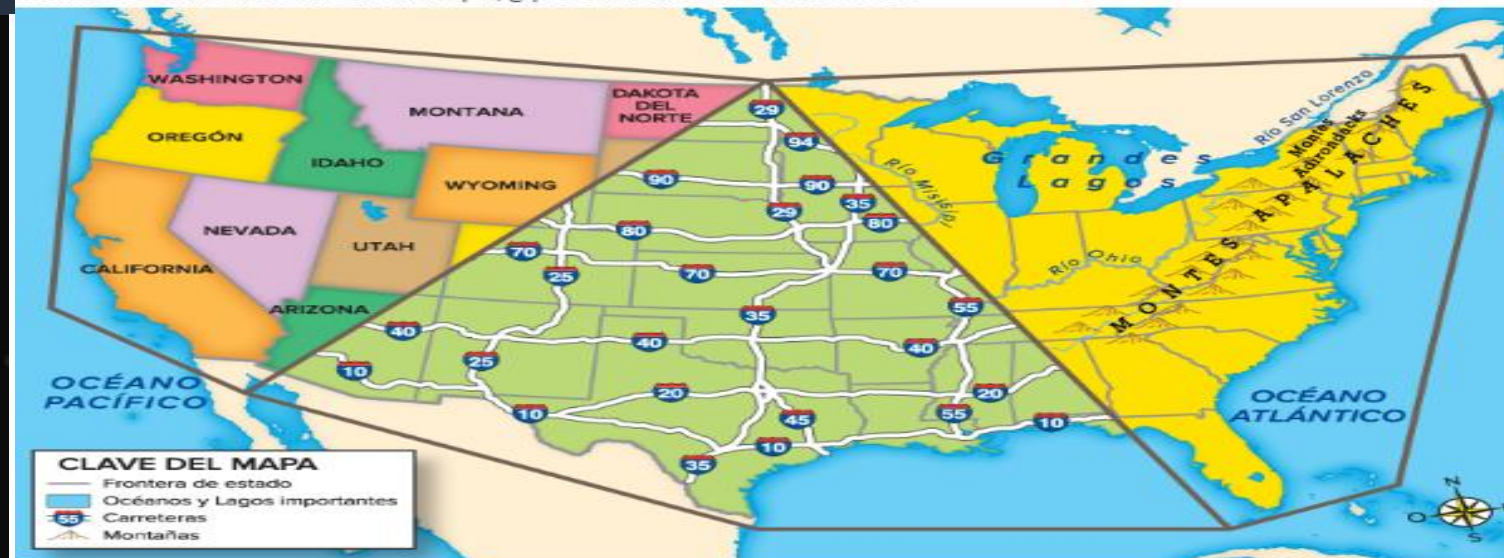 WASHINGTON
OREGÓN
IDAHO
MONTANA
DAKOTA
DEL
NORTE
WYOMING
NEVADA
UTAH
CALIFORNIA
ARIZONA
29
94
90
90
29
35
80
80
70
70
70
25
55
35
40
40
40
25
10
20
20
10
55
45
10
10
35
Grandes
Lagos
Río San Lorenzo
Montes
Adirondacks
MONTES APALACHES
Río Misisipi
Río Ohio
OCÉANO
PACÍFICO
OCÉANO
ATLÁNTICO
CLAVE DEL MAPA
Frontera de estado
Océanos y Lagos importantes
55 Carreteras
Montañas
N
O
S